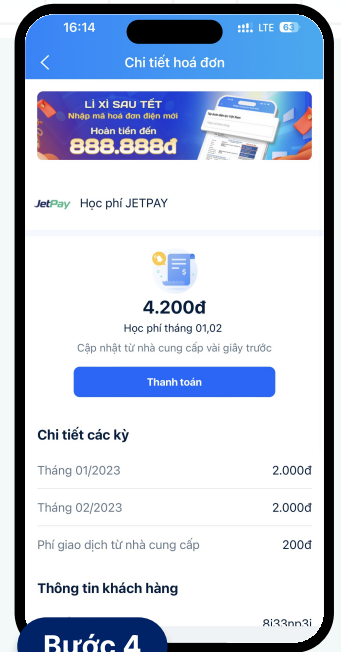 16:14
LTE 63
Chi tiết hoá đơn
LÌ XÌ SAU TẾT
Nhập mã hoá đơn điện mới
Hoàn tiền đến
888.888đ
JetPay Học phí JETPAY
4.200đ
Học phí tháng 01,02
Cập nhật từ nhà cung cấp vài giây trước
Thanh toán
Chi tiết các kỳ
Tháng 01/2023 2.000đ
Tháng 02/2023 2.000đ
Phí giao dịch từ nhà cung cấp 200đ
Thông tin khách hàng
8j33np3j
Bước 4